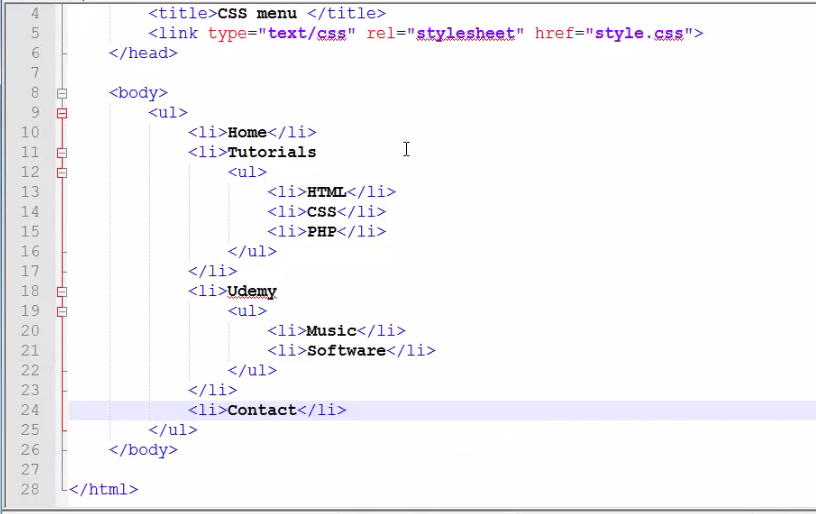 4 <title>CSS menu </title>
5 <link type="text/css" rel="stylesheet" href="style.css">
6 </head>
7
8 <body>
9 <ul>
10 <li>Home</li>
11 <li>Tutorials
12 <ul>
13 <li>HTML</li>
14 <li>CSS</li>
15 <li>PHP</li>
16 </ul>
17 </li>
18 <li>Udemy
19 <ul>
20 <li>Music</li>
21 <li>Software</li>
22 </ul>
23 </li>
24 <li>Contact</li>
25 </ul>
26 </body>
27
28 </html>